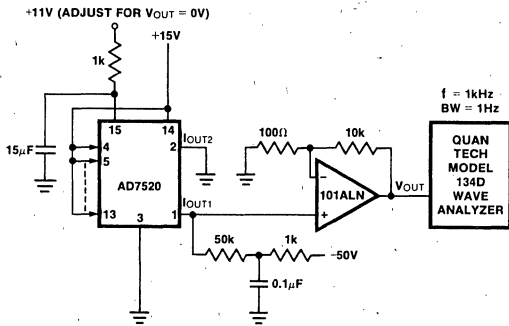 +11V (ADJUST FOR VOUT = 0V)
+15V
1k
15
14
15µF
4
5
13
2
1
3
AD7520
IOUT2
IOUT1
100Ω
10k
−
+
101ALN
VOUT
50k
1k
–50V
0.1µF
f = 1kHz
BW = 1Hz
QUAN
TECH
MODEL
134D
WAVE
ANALYZER